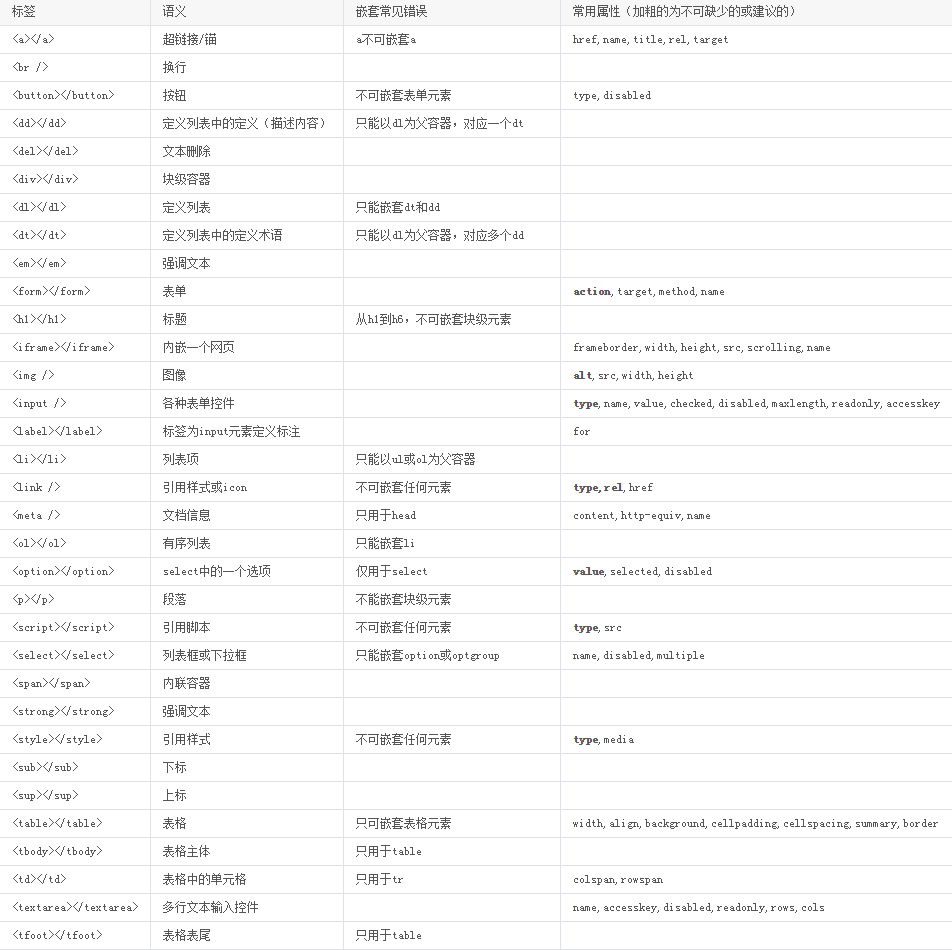 标签 语义 嵌套常见错误 常用属性（加粗的为不可缺少的或建议的）
<a></a> 超链接/锚 a不可嵌套a href,name,title,rel,target
<br /> 换行
<button></button> 按钮 不可嵌套表单元素 type,disabled
<dd></dd> 定义列表中的定义（描述内容） 只能以dl为父容器，对应一个dt
<del></del> 文本删除
<div></div> 块级容器
<dl></dl> 定义列表 只能嵌套dt和dd
<dt></dt> 定义列表中的定义术语 只能以dl为父容器，对应多个dd
<em></em> 强调文本
<form></form> 表单 action,target,method,name
<h1></h1> 标题 从h1到h6，不可嵌套块级元素
<iframe></iframe> 内嵌一个网页 frameborder,width,height,src,scrolling,name
<img /> 图像 alt,src,width,height
<input /> 各种表单控件 type,name,value,checked,disabled,maxlength,readonly,accesskey
<label></label> 标签为input元素定义标注 for
<li></li> 列表项 只能以ul或ol为父容器
<link /> 引用样式或icon 不可嵌套任何元素 type,rel,href
<meta /> 文档信息 只用于head content,http-equiv,name
<ol></ol> 有序列表 只能嵌套li
<option></option> select中的一个选项 仅用于select value,selected,disabled
<p></p> 段落 不能嵌套块级元素
<script></script> 引用脚本 不可嵌套任何元素 type,src
<select></select> 列表框或下拉框 只能嵌套option或optgroup name,disabled,multiple
<span></span> 内联容器
<strong></strong> 强调文本
<style></style> 引用样式 不可嵌套任何元素 type,media
<sub></sub> 下标
<sup></sup> 上标
<table></table> 表格 只可嵌套表格元素 width,align,background,cellpadding,cellspacing,summary,border
<tbody></tbody> 表格主体 只用于table
<td></td> 表格中的单元格 只用于tr colspan,rowspan
<textarea></textarea> 多行文本输入控件 name,accesskey,disabled,readonly,rows,cols
<tfoot></tfoot> 表格表尾 只用于table